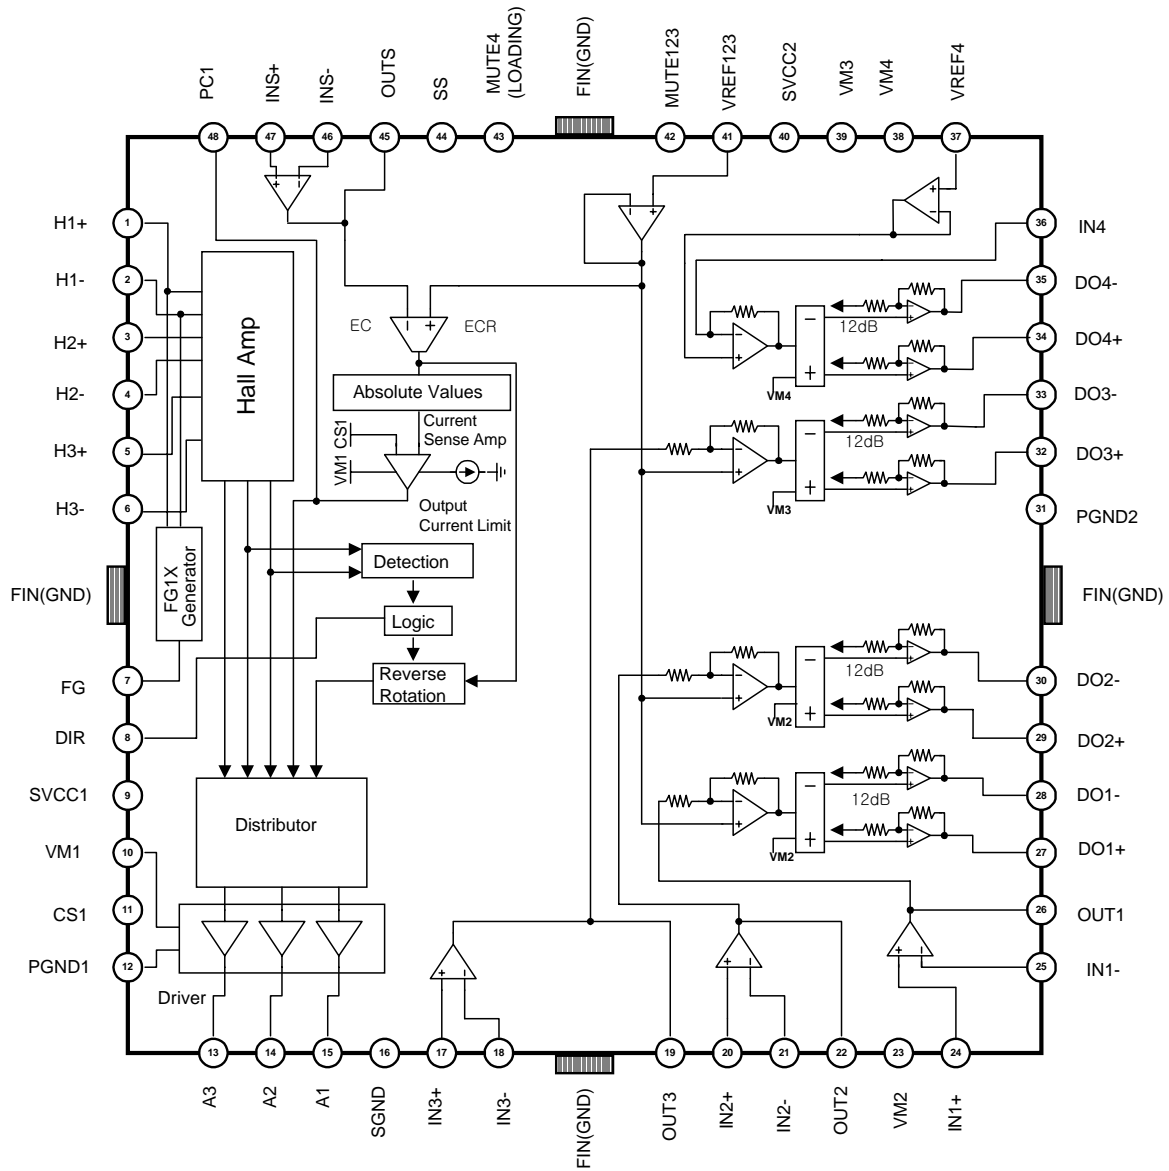 PC1
INS+
INS-
OUTS
SS
MUTE4
(LOADING)
FIN(GND)
MUTE123
VREF123
SVCC2
VM3
VM4
VREF4
48
47
46
45
44
43
42
41
40
39
38
37
+
−
−
+
+
−
H1+
1
H1-
2
H2+
3
H2-
4
H3+
5
H3-
6
FIN(GND)
FG
7
DIR
8
SVCC1
9
VM1
10
CS1
11
PGND1
12
Hall Amp
FG1X
Generator
EC
−
+
ECR
Absolute Values
Current
Sense Amp
VM1
CS1
Output
Current Limit
Detection
Logic
Reverse
Rotation
Distributor
Driver
−
+
−
+
VM4
12dB
−
+
−
+
−
+
−
+
VM3
12dB
−
+
−
+
−
+
−
+
VM2
12dB
−
+
−
+
−
+
−
+
VM2
12dB
−
+
−
+
36
IN4
35
DO4-
34
DO4+
33
DO3-
32
DO3+
31
PGND2
FIN(GND)
30
DO2-
29
DO2+
28
DO1-
27
DO1+
26
OUT1
25
IN1-
+
−
+
−
+
−
13
14
15
16
17
18
19
20
21
22
23
24
A3
A2
A1
SGND
IN3+
IN3-
FIN(GND)
OUT3
IN2+
IN2-
OUT2
VM2
IN1+